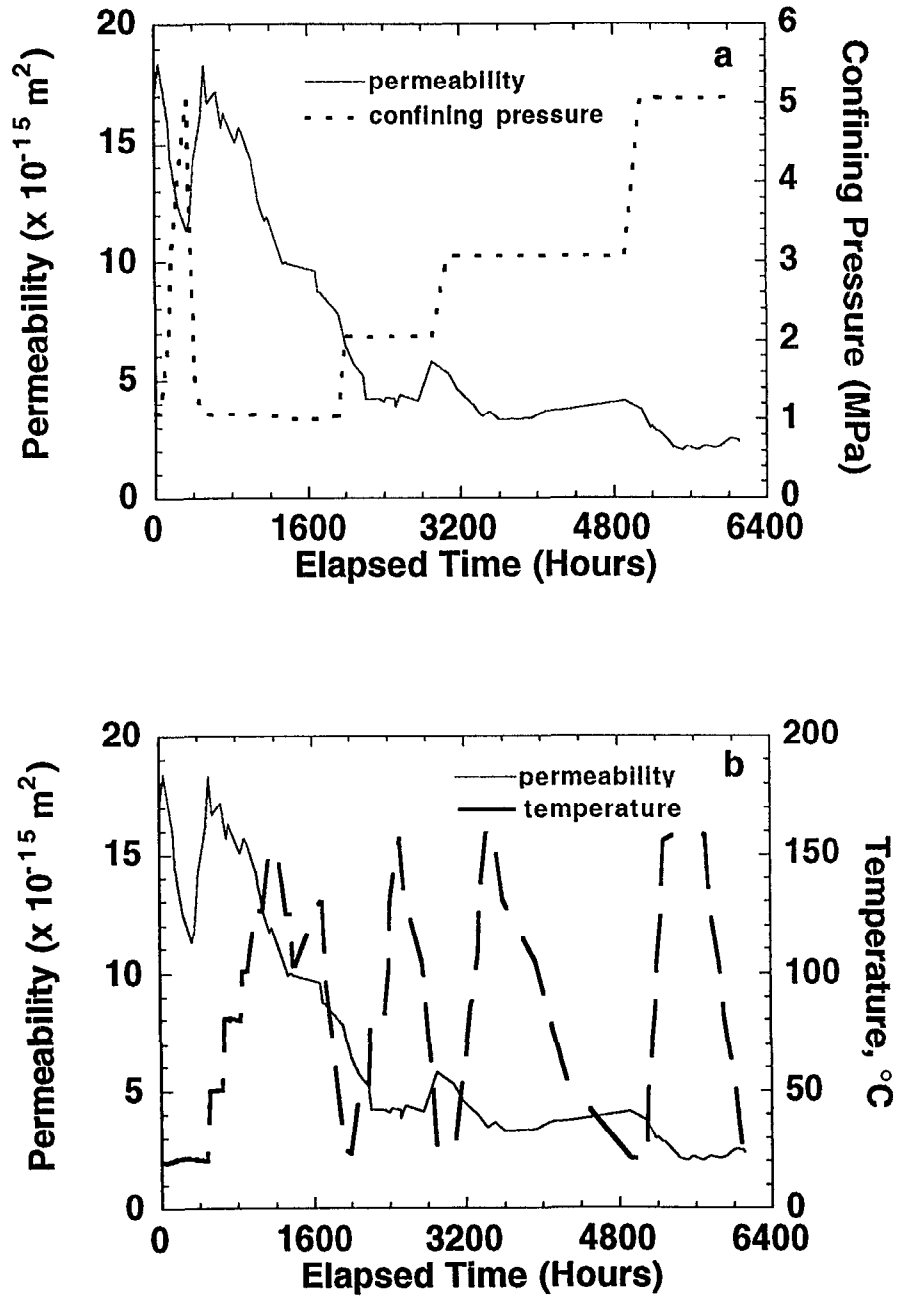 a
permeability
confining pressure
20
15
10
5
0
Permeability (x 10-15 m2)
6
5
4
3
2
1
0
Confining Pressure (MPa)
0 1600 3200 4800 6400
Elapsed Time (Hours)
b
permeability
temperature
20
15
10
5
0
Permeability (x 10-15 m2)
200
150
100
50
0
Temperature, °C
0 1600 3200 4800 6400
Elapsed Time (Hours)